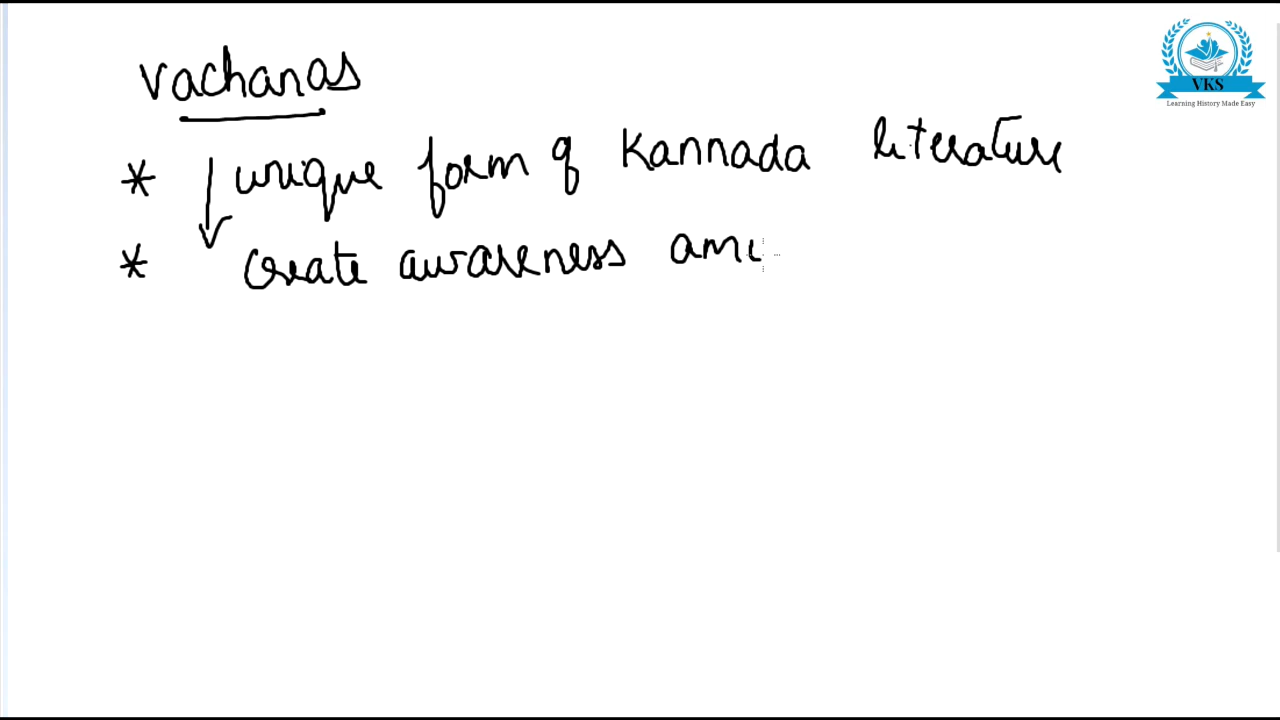 vachanas
VKS
Learning History Made Easy
* unique form of Kannada literature
* create awareness am